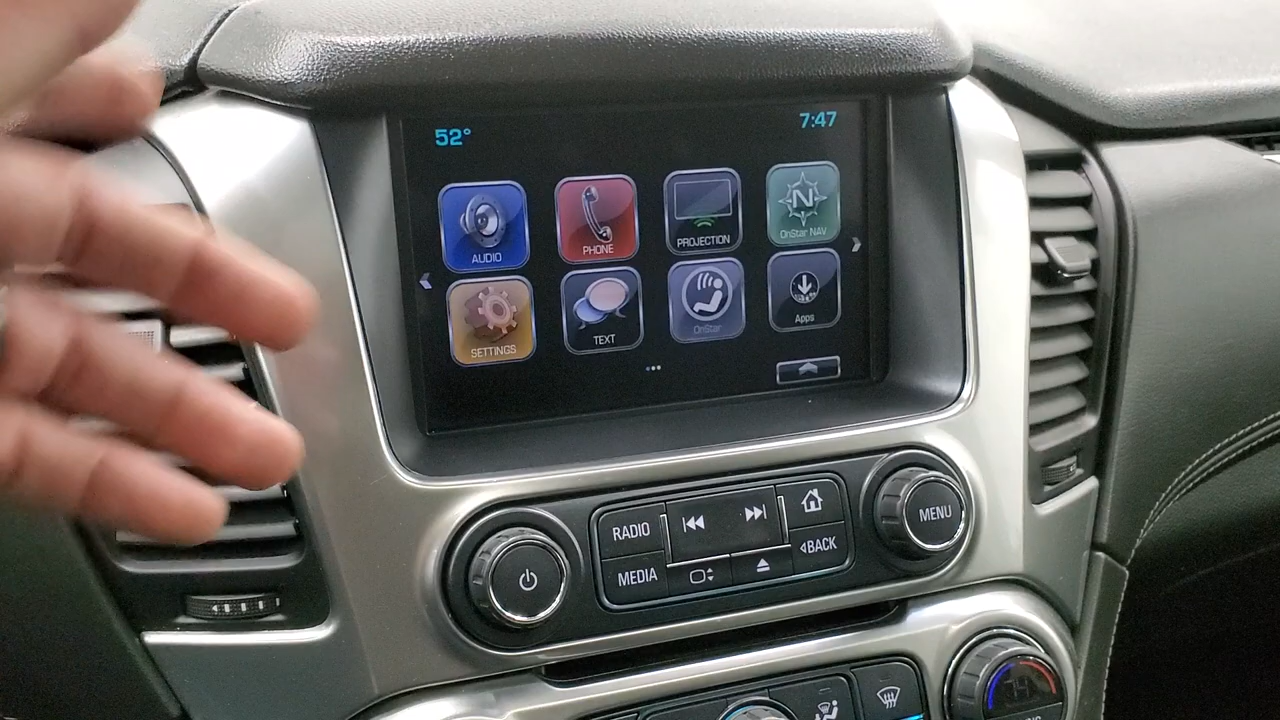 52°
7:47
AUDIO
PHONE
PROJECTION
N
OnStar NAV
SETTINGS
TEXT
OnStar
Apps
RADIO
MEDIA
BACK
MENU